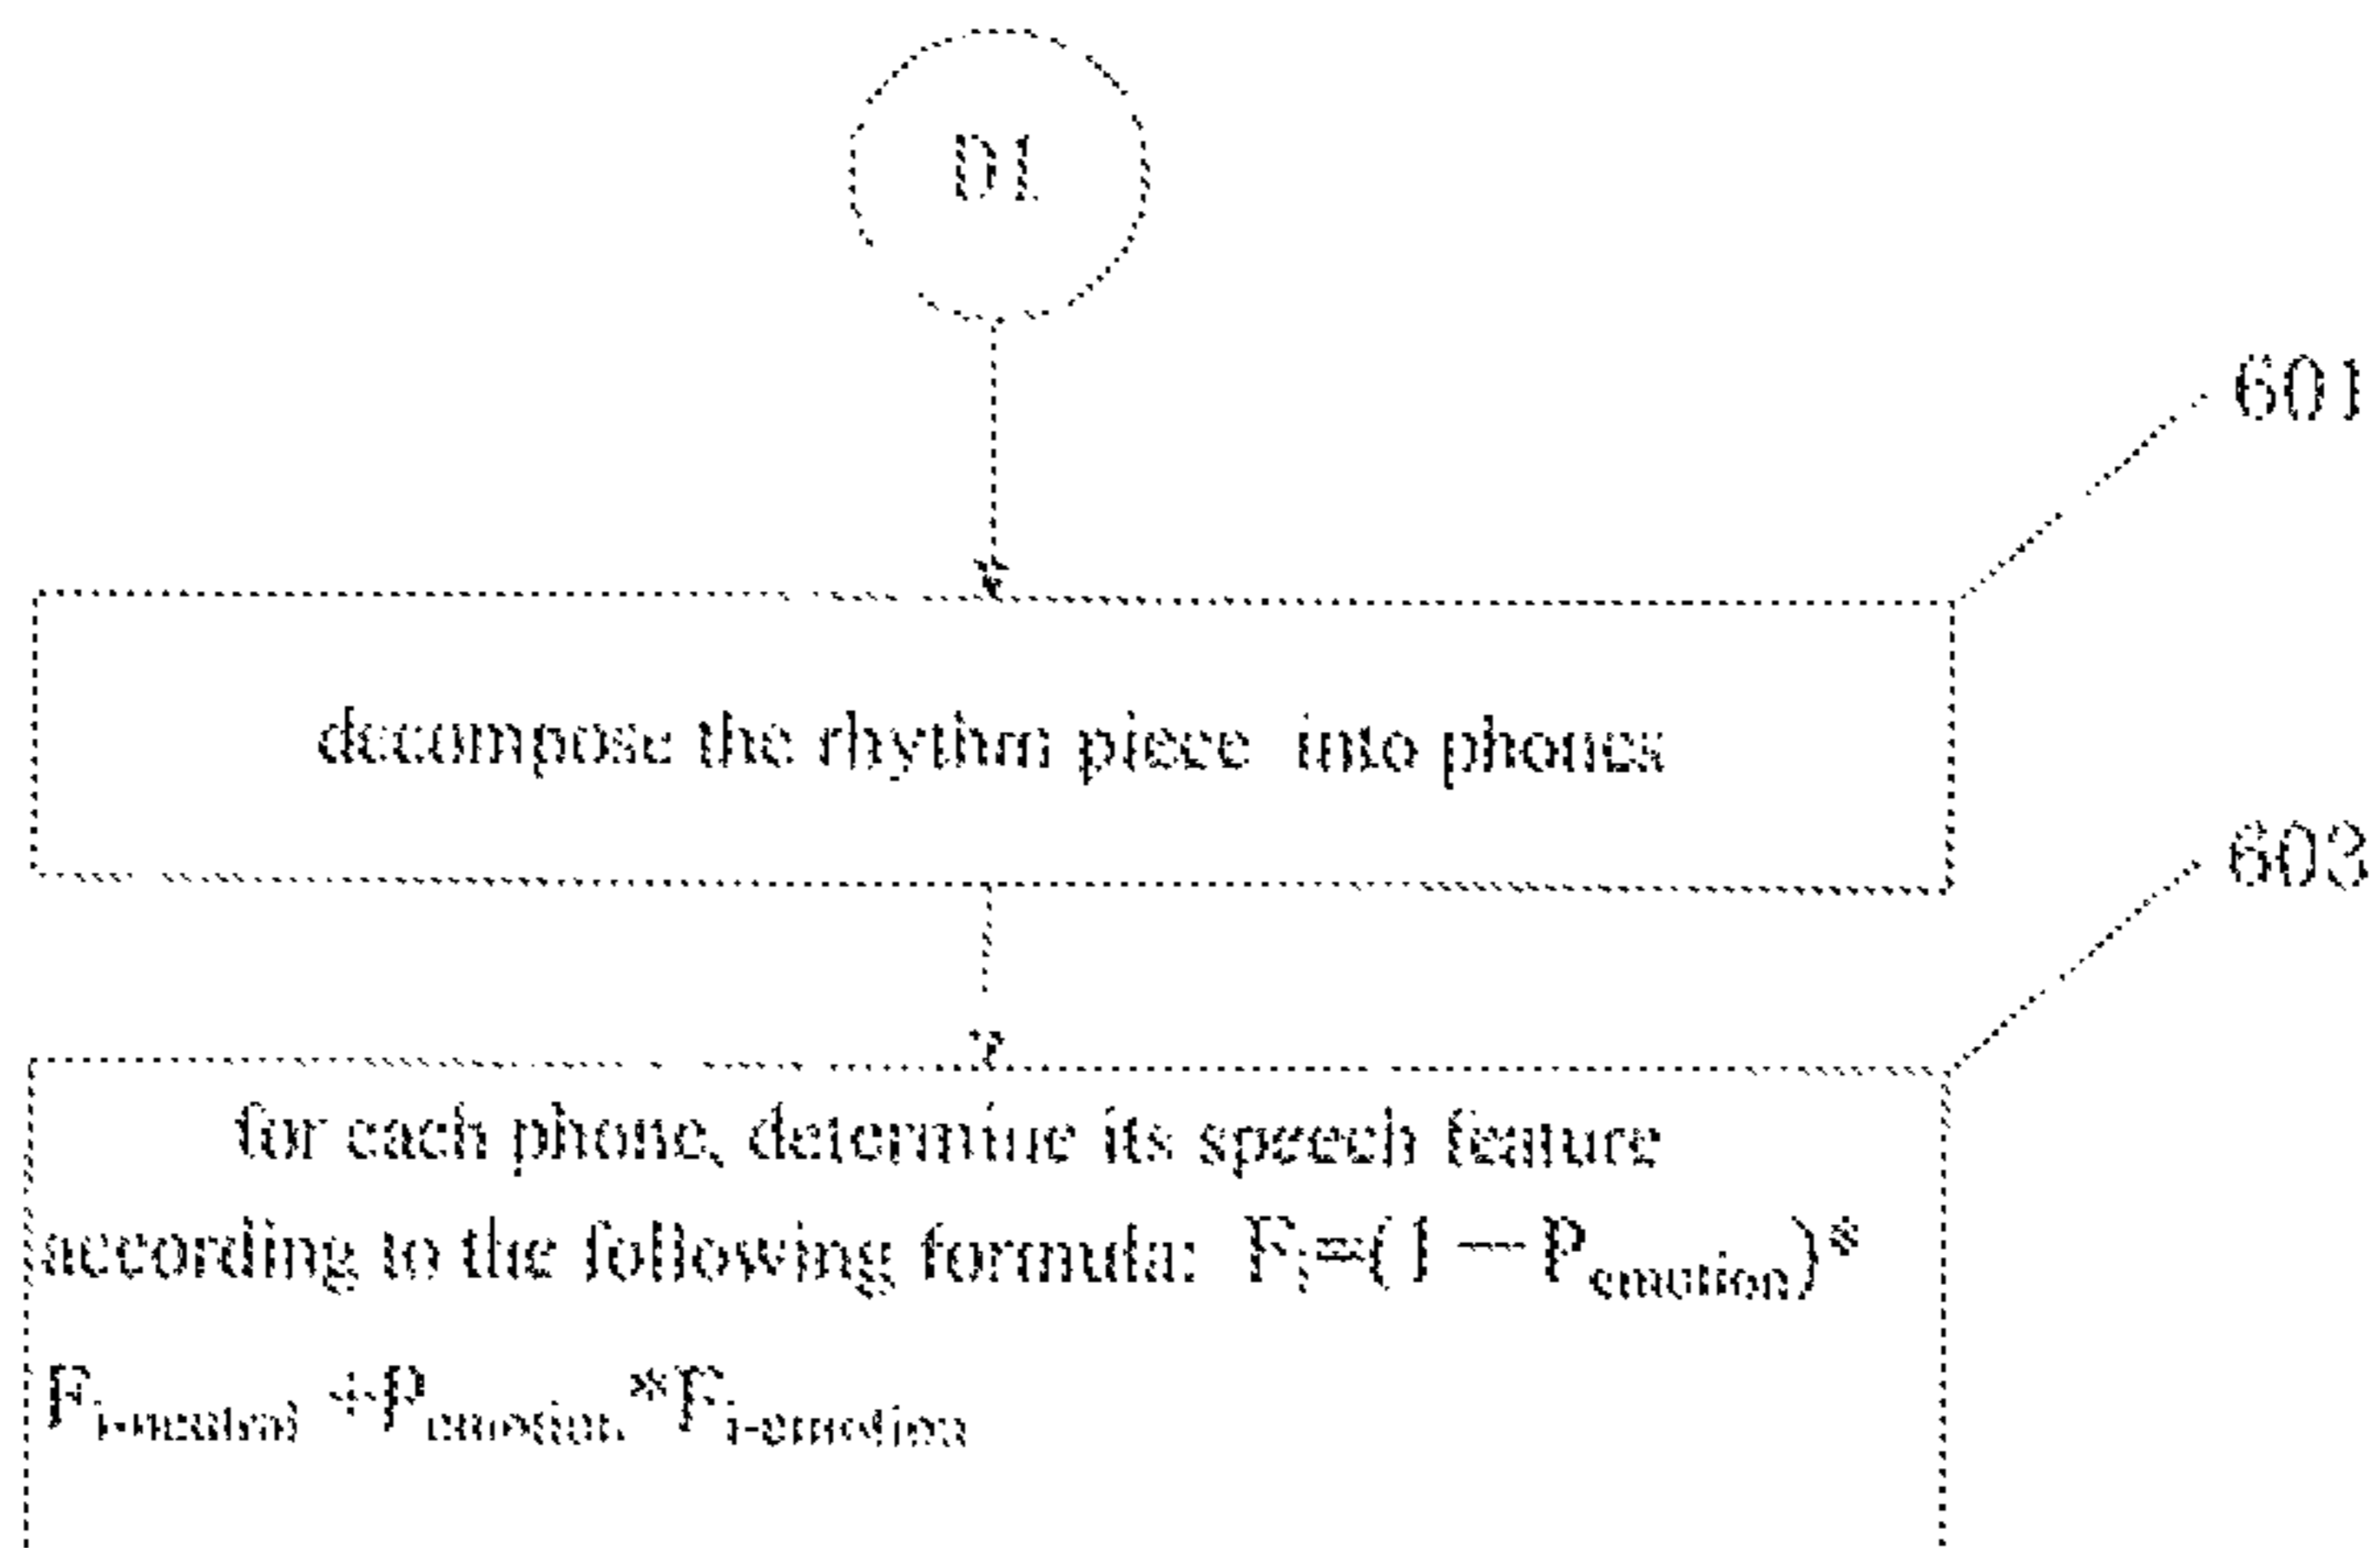 D1
601
decompose the rhythm piece into phones
603
for each phone, determine its speech feature
according to the following formula: Fi=(1 — Pemotion)*
Fi-neutral +Pemotion*Fi-emotion